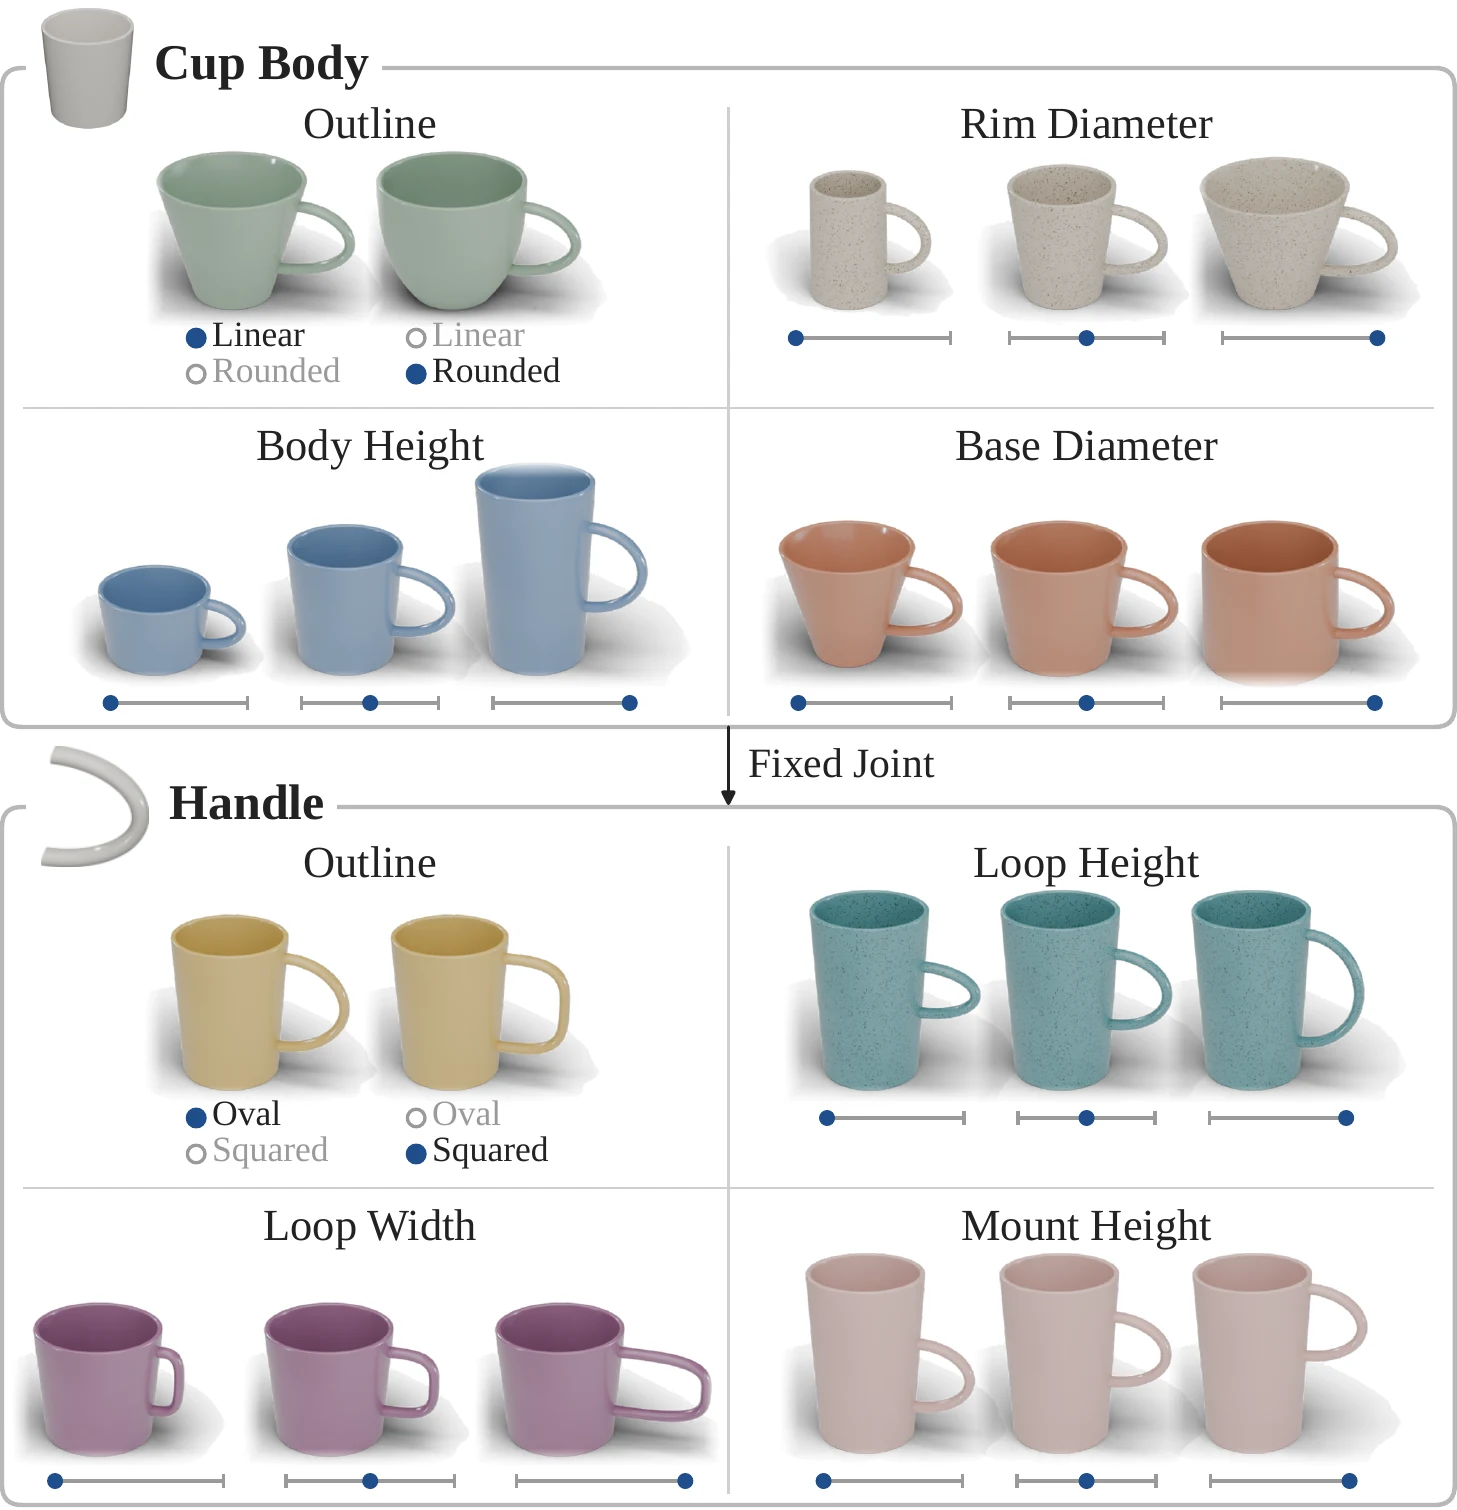 Cup Body
Outline
Rim Diameter
Linear
Rounded
Linear
Rounded
Body Height
Base Diameter
Fixed Joint
Handle
Outline
Loop Height
Oval
Squared
Oval
Squared
Loop Width
Mount Height